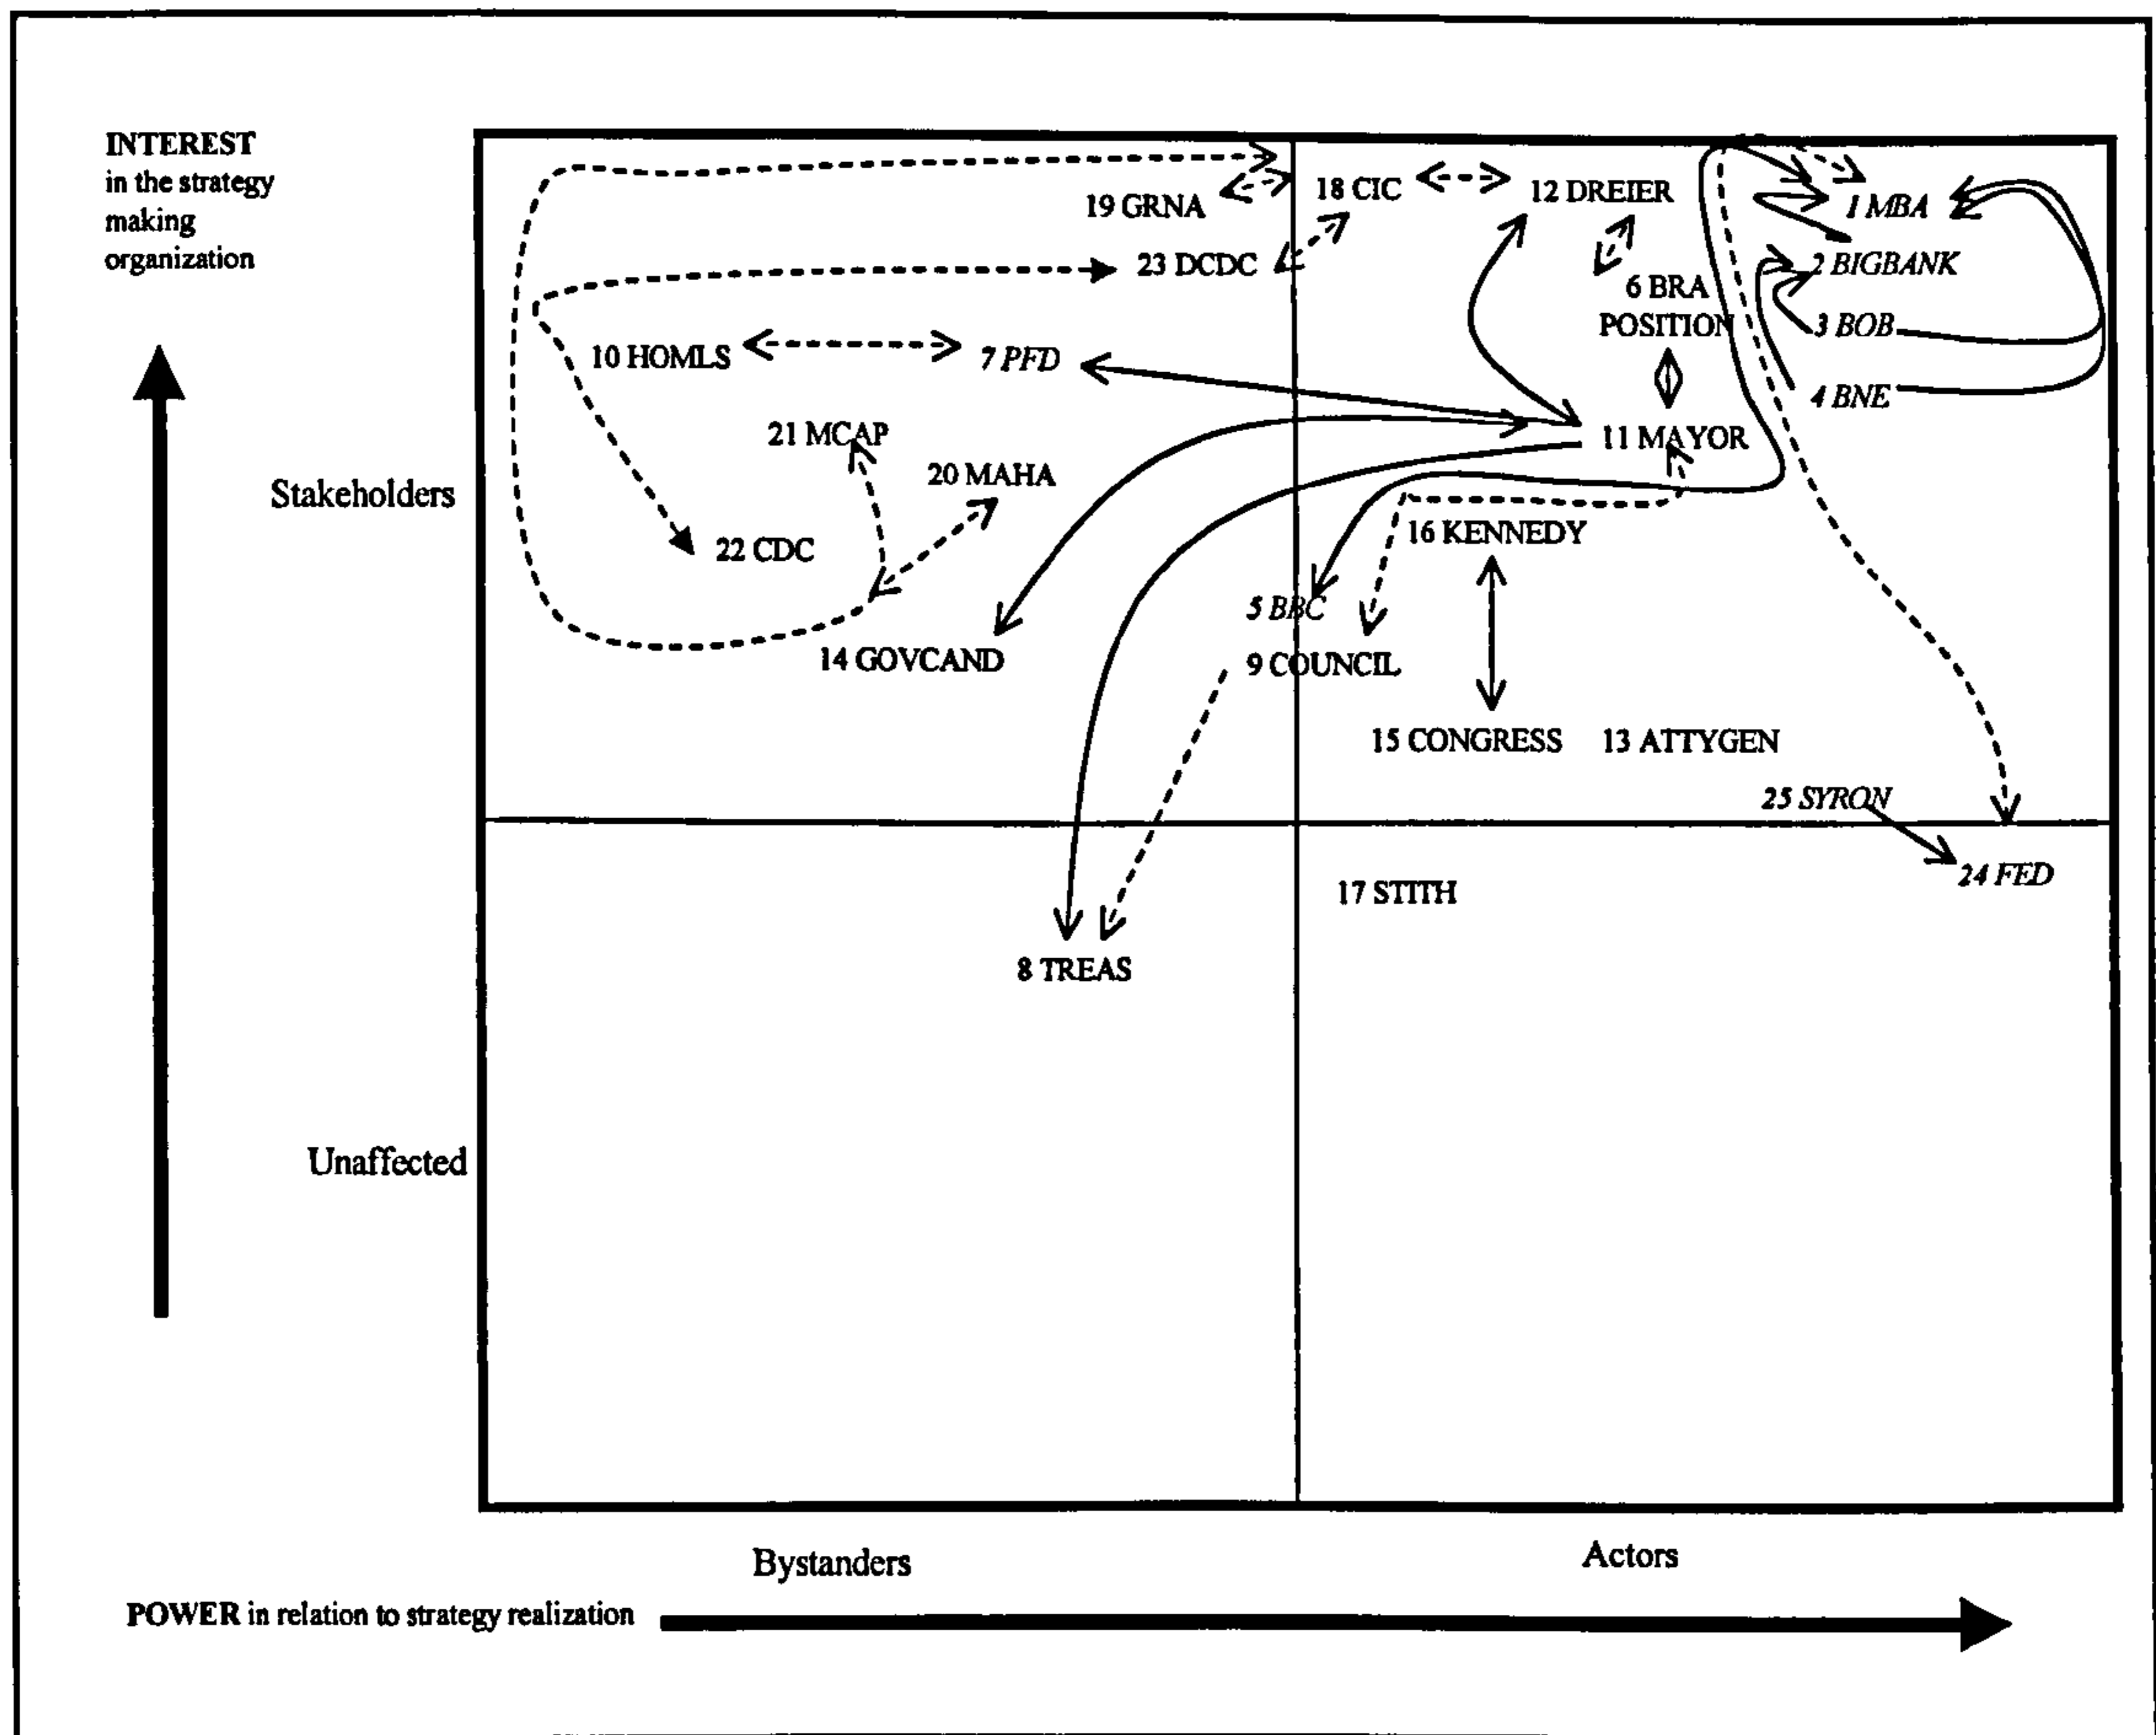 INTEREST
in the strategy
making
organization
19 GRNA
18 CIC
12 DREIER
1 MBA
23 DCDC
6 BRA
POSITION
2 BIGBANK
3 BOB
10 HOMLS
7 PFD
4 BNE
21 MCAP
11 MAYOR
20 MAHA
Stakeholders
16 KENNEDY
22 CDC
5 BBC
14 GOVCAND
9 COUNCIL
15 CONGRESS
13 ATTYGEN
25 SYRON
24 FED
17 STITH
8 TREAS
Unaffected
Bystanders
Actors
POWER in relation to strategy realization